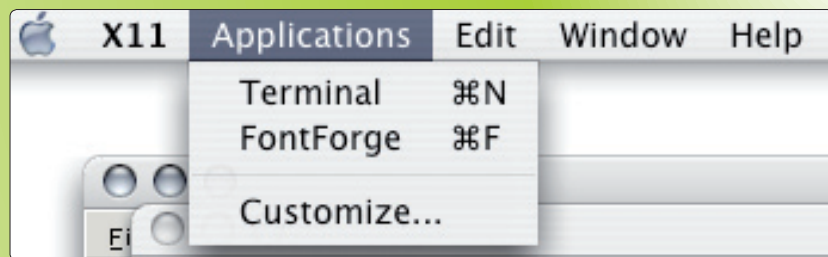 X11 Applications Edit Window Help
Terminal ⌘N
FontForge ⌘F
Customize...